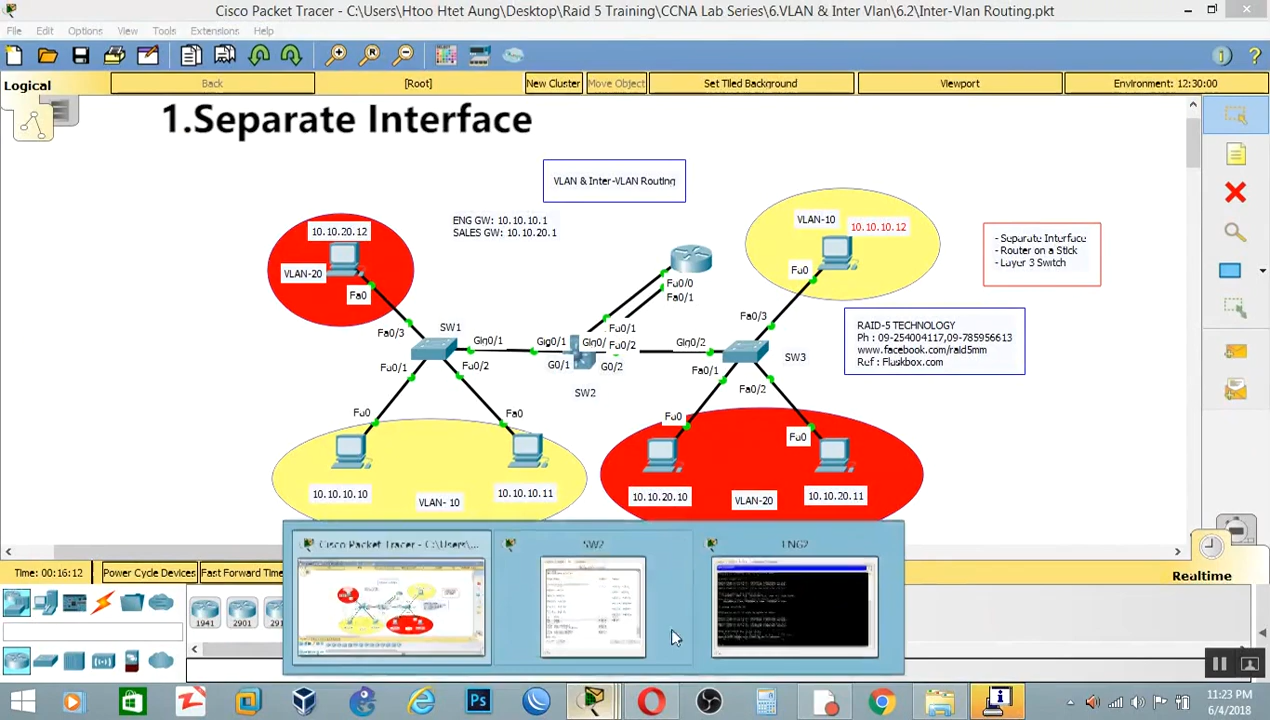 Cisco Packet Tracer - C:\Users\Htoo Htet Aung\Desktop\Raid 5 Training\CCNA Lab Series\6.VLAN & Inter Vlan\6.2\Inter-Vlan Routing.pkt
File Edit Options View Tools Extensions Help
Logical
Back
[Root]
New Cluster
Move Object
Set Tiled Background
Viewport
Environment: 12:30:00
1.Separate Interface
VLAN & Inter-VLAN Routing
ENG GW: 10.10.10.1
SALES GW: 10.10.20.1
10.10.20.12
VLAN-20
Fa0
VLAN-10
10.10.10.12
Fa0
- Separate Interface
- Router on a Stick
- Layer 3 Switch
Fa0/0
Fa0/1
RAID-5 TECHNOLOGY
Ph : 09-254004117,09-785956613
www.facebook.com/raid5mm
Ref : Flaskbox.com
Fa0/3
SW1
Gig0/1
Gig0/1
Gig0/
Fa0/1
Fa0/2
Gig0/2
Fa0/3
SW3
Fa0/1
Fa0/2
G0/1
G0/2
SW2
Fa0/1
Fa0/2
Fa0
Fa0
Fa0
Fa0
10.10.10.10
VLAN- 10
10.10.10.11
10.10.20.10
VLAN-20
10.10.20.11
Cisco Packet Tracer - C:\Users\...
SW2
ENG2
Time: 00:16:12
Power Cycle Devices
Fast Forward Time
Realtime
1941
2901
11:23 PM
6/4/2018